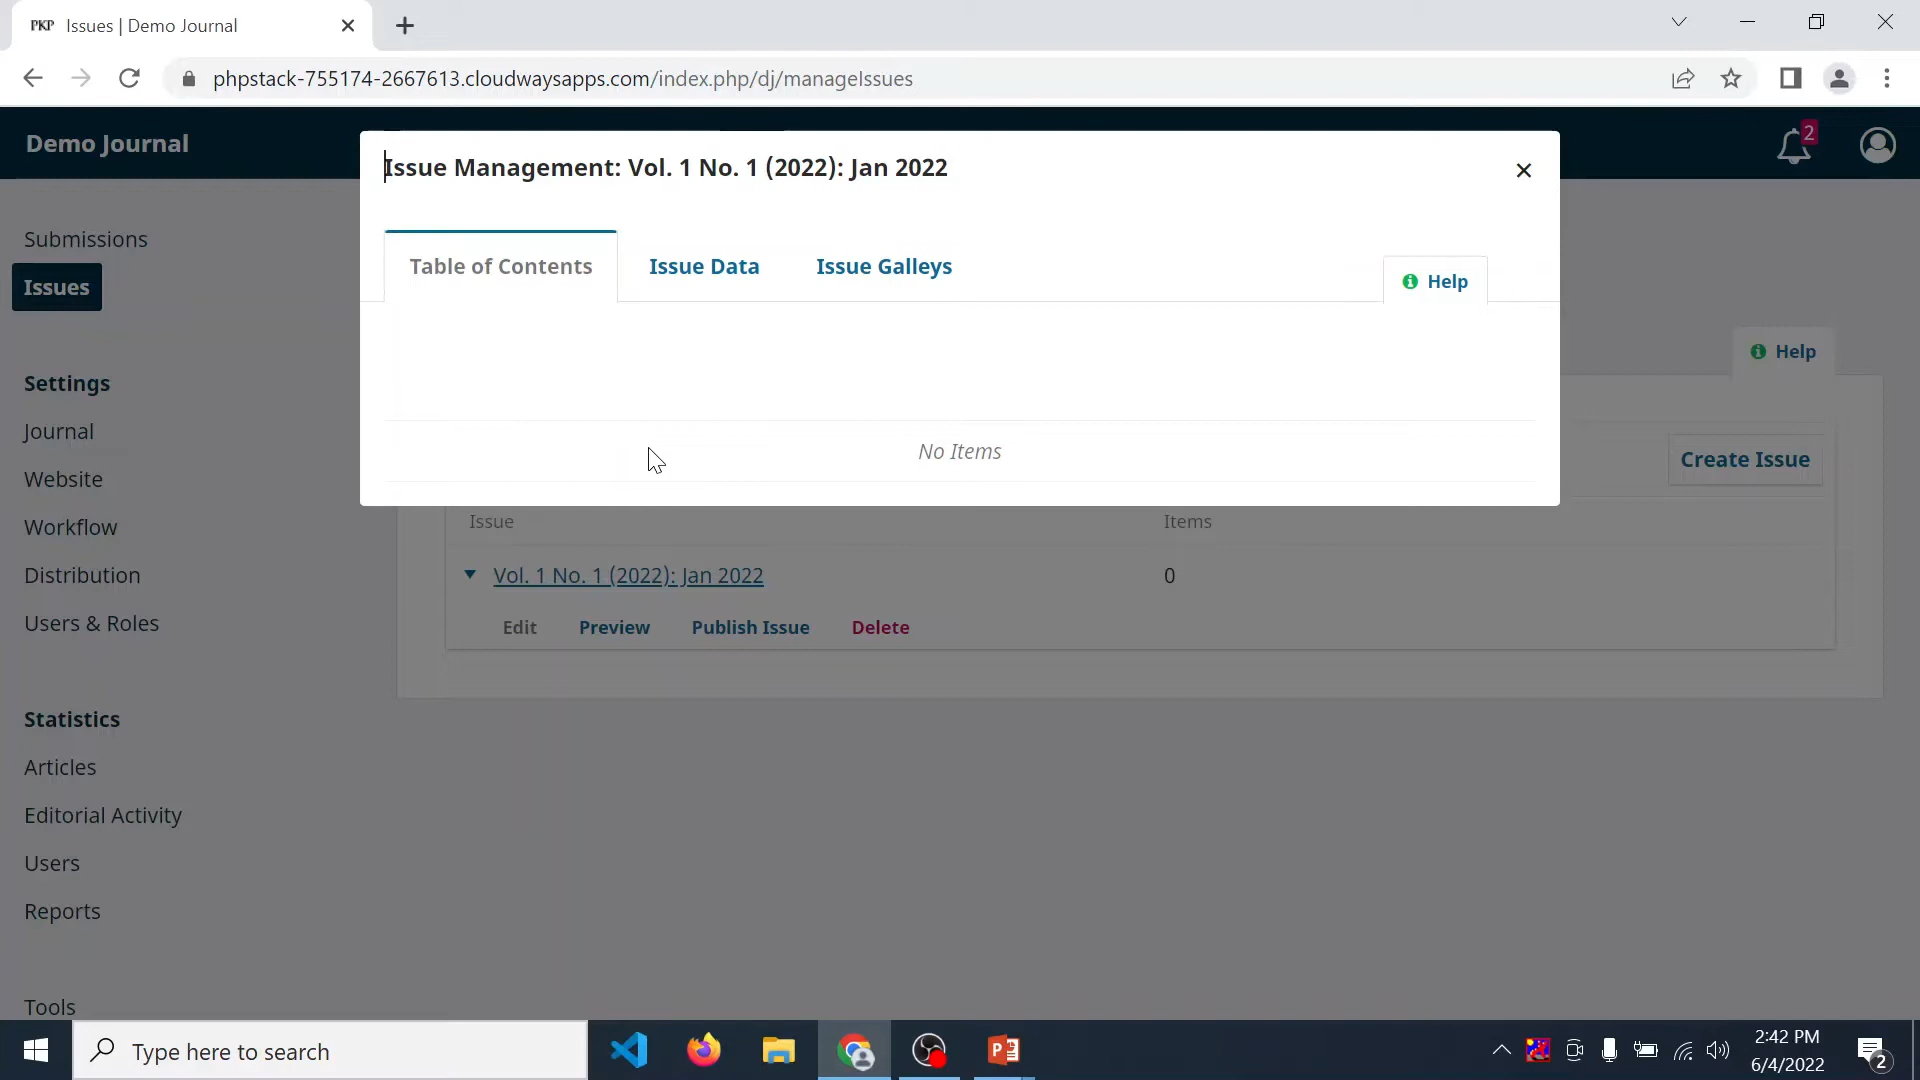 PKP Issues | Demo Journal
phpstack-755174-2667613.cloudwaysapps.com/index.php/dj/manageIssues
Demo Journal
2
Issue Management: Vol. 1 No. 1 (2022): Jan 2022
Table of Contents
Issue Data
Issue Galleys
Help
No Items
Submissions
Issues
Settings
Journal
Website
Workflow
Distribution
Users & Roles
Statistics
Articles
Editorial Activity
Users
Reports
Tools
Help
Create Issue
Issue
Items
Vol. 1 No. 1 (2022): Jan 2022
0
Edit
Preview
Publish Issue
Delete
Type here to search
2:42 PM
6/4/2022
2